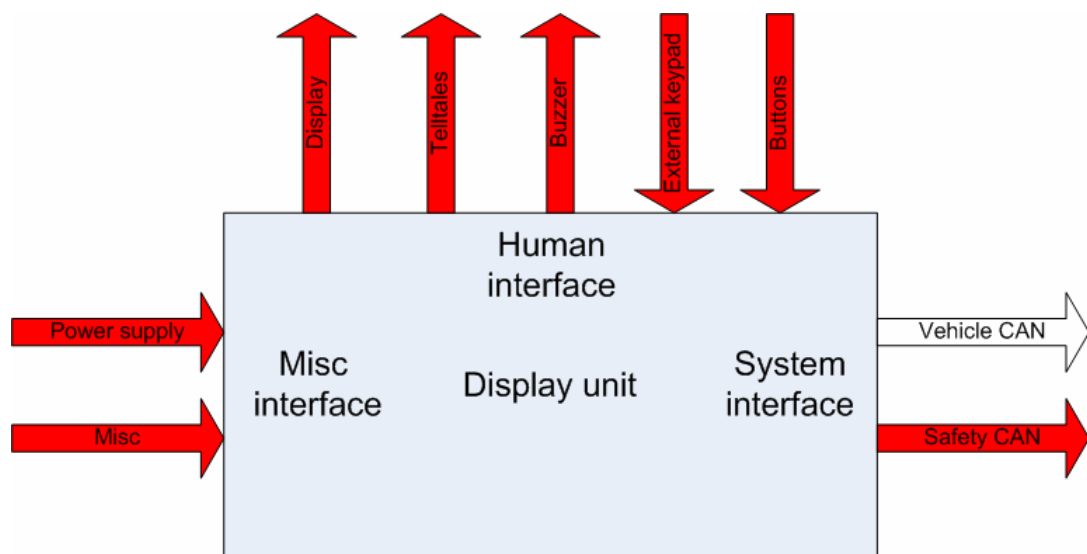 Display
Telltales
Buzzer
External keypad
Buttons
Human
interface
Power supply
Vehicle CAN
Misc
interface
Display unit
System
interface
Misc
Safety CAN